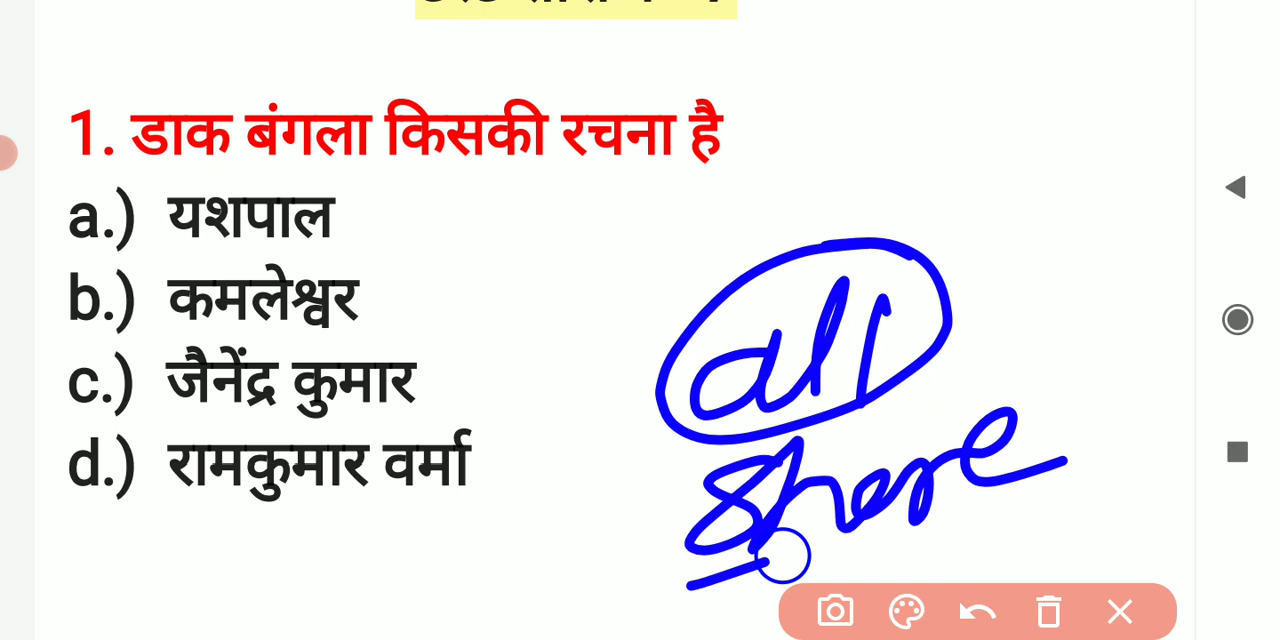 1. डाक बंगला किसकी रचना है
a.) यशपाल
b.) कमलेश्वर
c.) जैनेंद्र कुमार
d.) रामकुमार वर्मा
all
share